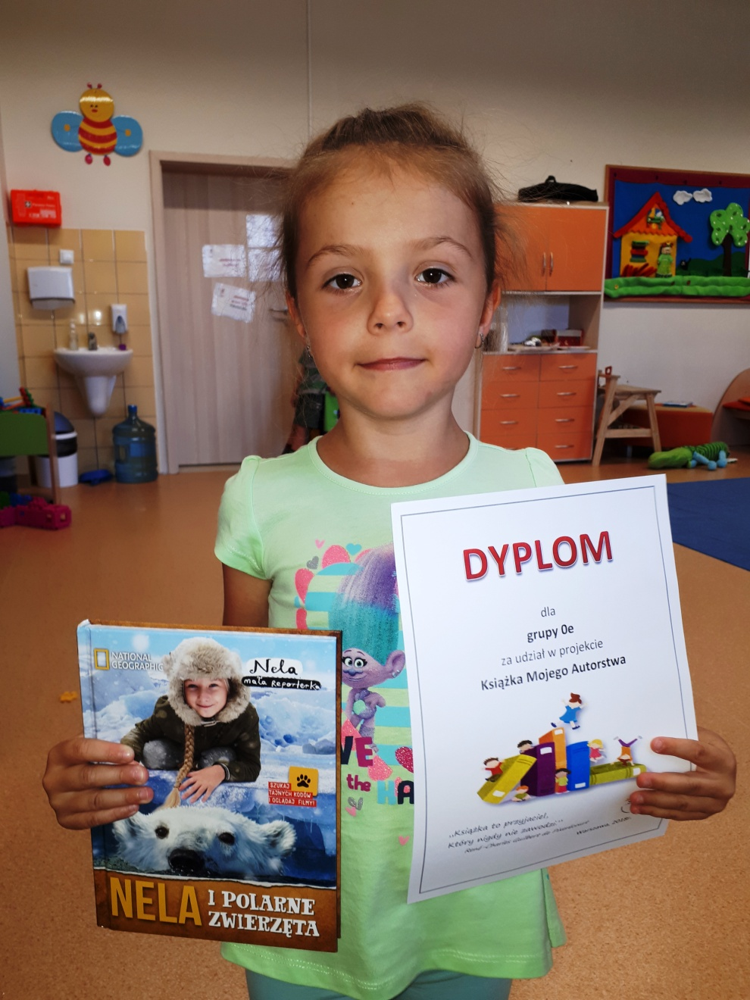 DYPLOM
dla
grupy 0e
za udział w projekcie
Książka Mojego Autorstwa
„Książka to przyjaciel,
Który nigdy nie zawodzi."
René-Charles Guilbert de Pixerécourt
Warszawa, 2018r.
NATIONAL
GEOGRAPHIC
Nela
mała Reporterka
SZUKAJ
TAJNYCH KODÓW
I OGLĄDAJ FILMY!
NELA
I POLARNE
ZWIERZĘTA
VE
the
HA